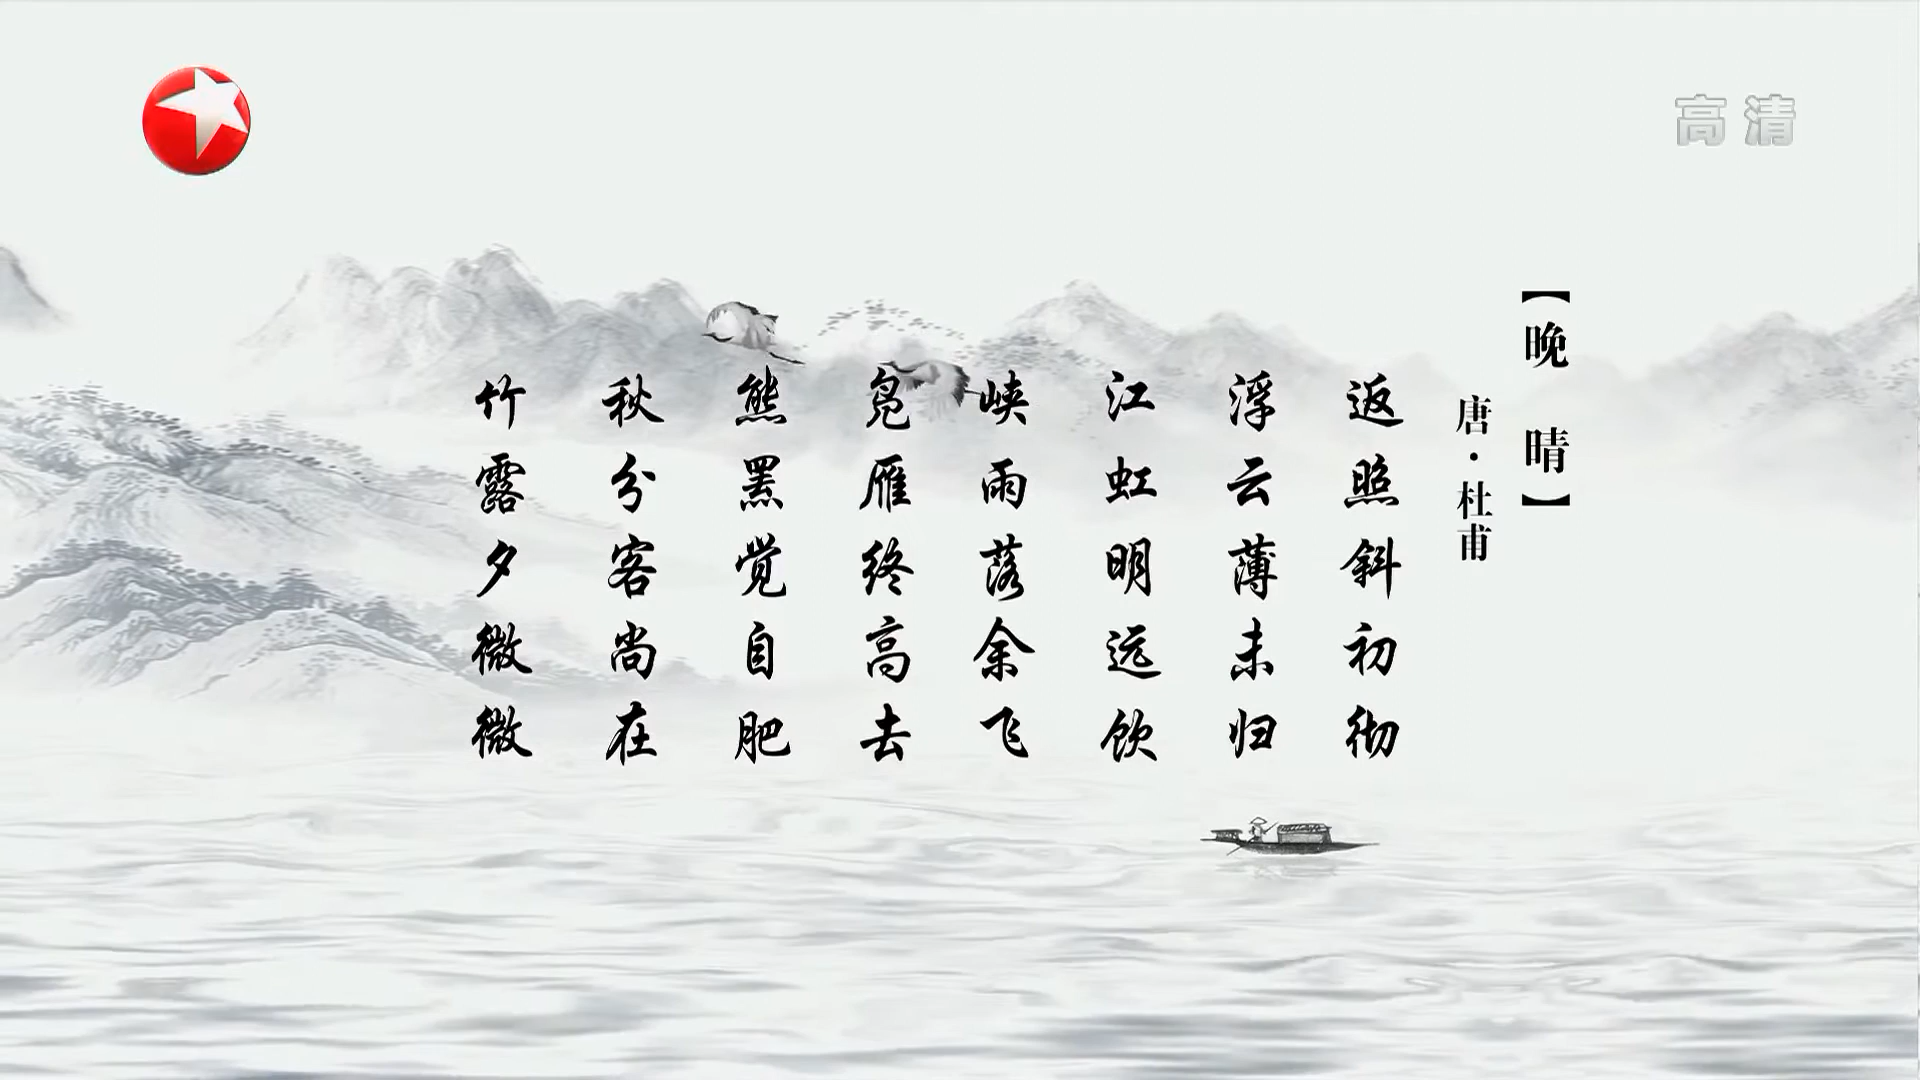 高清
【晚晴】
唐·杜甫
返照斜初彻
浮云薄未归
江虹明远饮
峡雨落余飞
凫雁终高去
熊罴觉自肥
秋分客尚在
竹露夕微微